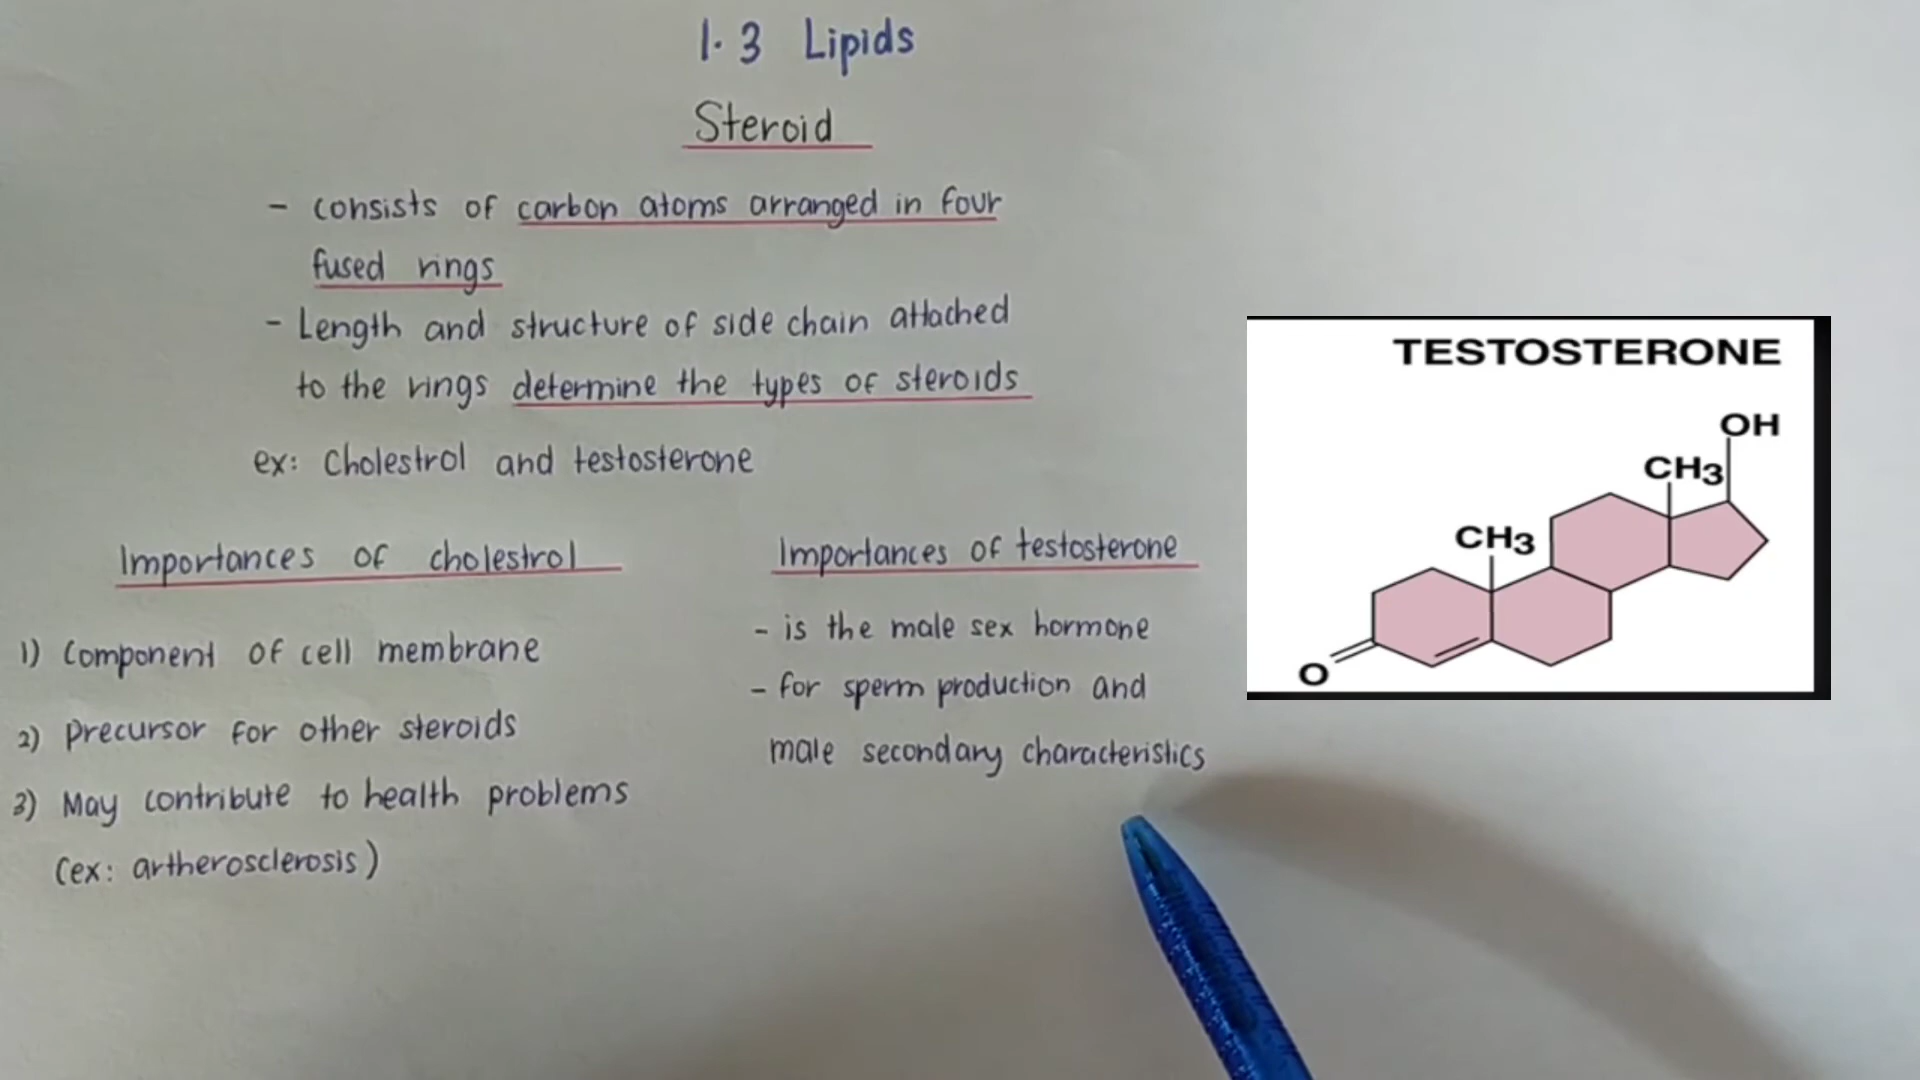 1.3 Lipids
Steroid
- consists of carbon atoms arranged in four
fused rings
- Length and structure of side chain attached
to the rings determine the types of steroids
ex: Cholestrol and testosterone
Importances of cholestrol
1) Component of cell membrane
2) Precursor for other steroids
3) May contribute to health problems
(ex: artherosclerosis)
Importances of testosterone
- is the male sex hormone
- for sperm production and
male secondary characteristics
TESTOSTERONE
OH
CH3
CH3
O